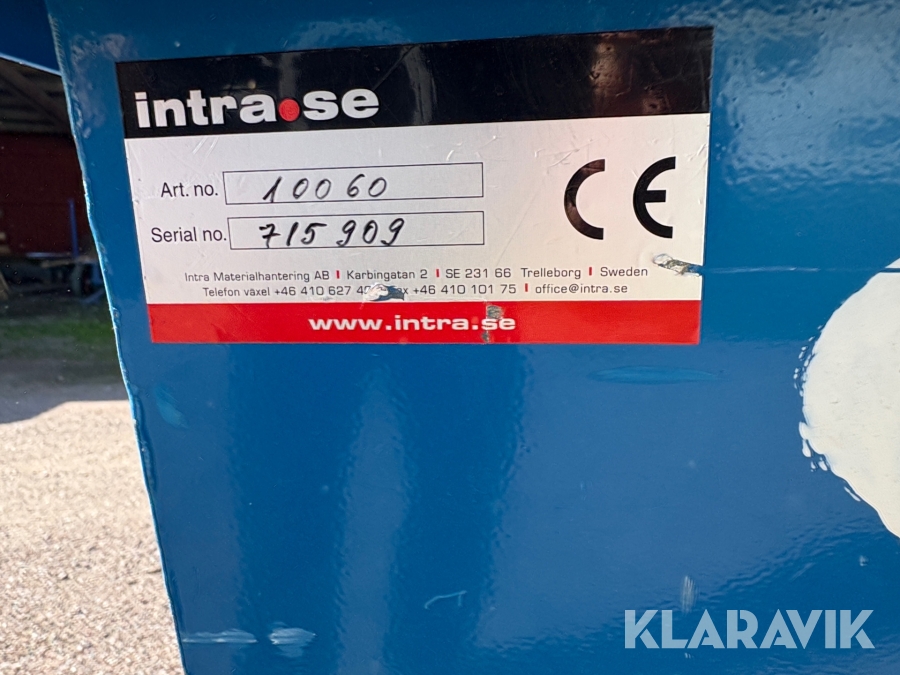 intra.se
Art. no. 10060
Serial no. 715909
CE
Intra Materialhantering AB I Karbingatan 2 I SE 231 66 Trelleborg I Sweden
Telefon växel +46 410 627 +46 410 101 75 I office@intra.se
www.intra.se
KLARAVIK